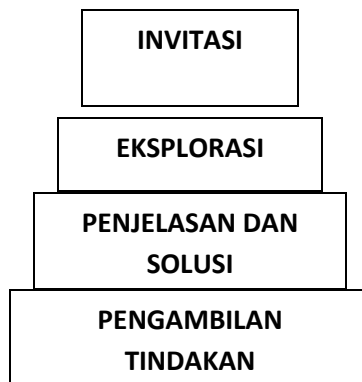 INVITASI
EKSPLORASI
PENJELASAN DAN
SOLUSI
PENGAMBILAN
TINDAKAN